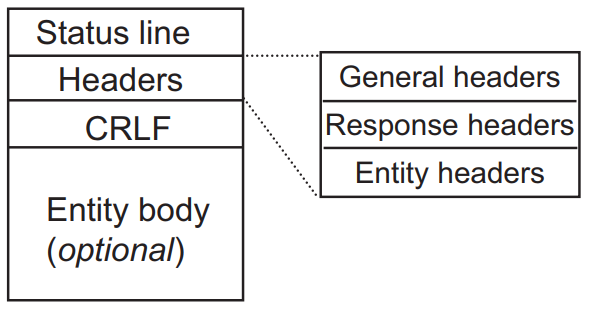 Status line
Headers
CRLF
Entity body
(optional)
General headers
Response headers
Entity headers